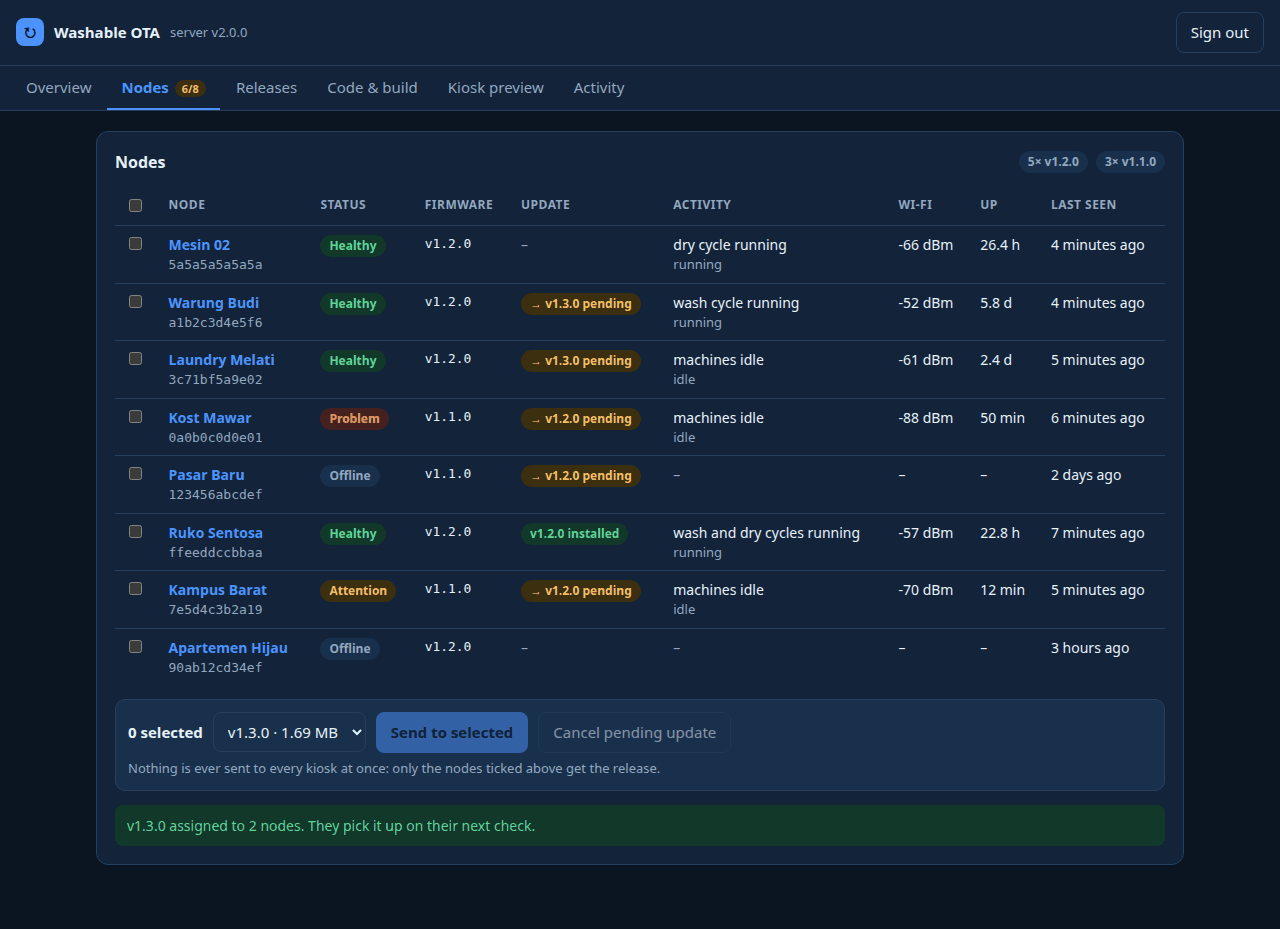 ↻ Washable OTA server v2.0.0 Sign out
Overview Nodes 6/8 Releases Code & build Kiosk preview Activity
Nodes 5× v1.2.0 3× v1.1.0
NODE STATUS FIRMWARE UPDATE ACTIVITY WI-FI UP LAST SEEN
Mesin 02 Healthy v1.2.0 – dry cycle running -66 dBm 26.4 h 4 minutes ago
5a5a5a5a5a5a running
Warung Budi Healthy v1.2.0 → v1.3.0 pending wash cycle running -52 dBm 5.8 d 4 minutes ago
a1b2c3d4e5f6 running
Laundry Melati Healthy v1.2.0 → v1.3.0 pending machines idle -61 dBm 2.4 d 5 minutes ago
3c71bf5a9e02 idle
Kost Mawar Problem v1.1.0 → v1.2.0 pending machines idle -88 dBm 50 min 6 minutes ago
0a0b0c0d0e01 idle
Pasar Baru Offline v1.1.0 → v1.2.0 pending – – – 2 days ago
123456abcdef
Ruko Sentosa Healthy v1.2.0 v1.2.0 installed wash and dry cycles running -57 dBm 22.8 h 7 minutes ago
ffeeddccbbaa running
Kampus Barat Attention v1.1.0 → v1.2.0 pending machines idle -70 dBm 12 min 5 minutes ago
7e5d4c3b2a19 idle
Apartemen Hijau Offline v1.2.0 – – – – 3 hours ago
90ab12cd34ef
0 selected v1.3.0 · 1.69 MB Send to selected Cancel pending update
Nothing is ever sent to every kiosk at once: only the nodes ticked above get the release.
v1.3.0 assigned to 2 nodes. They pick it up on their next check.